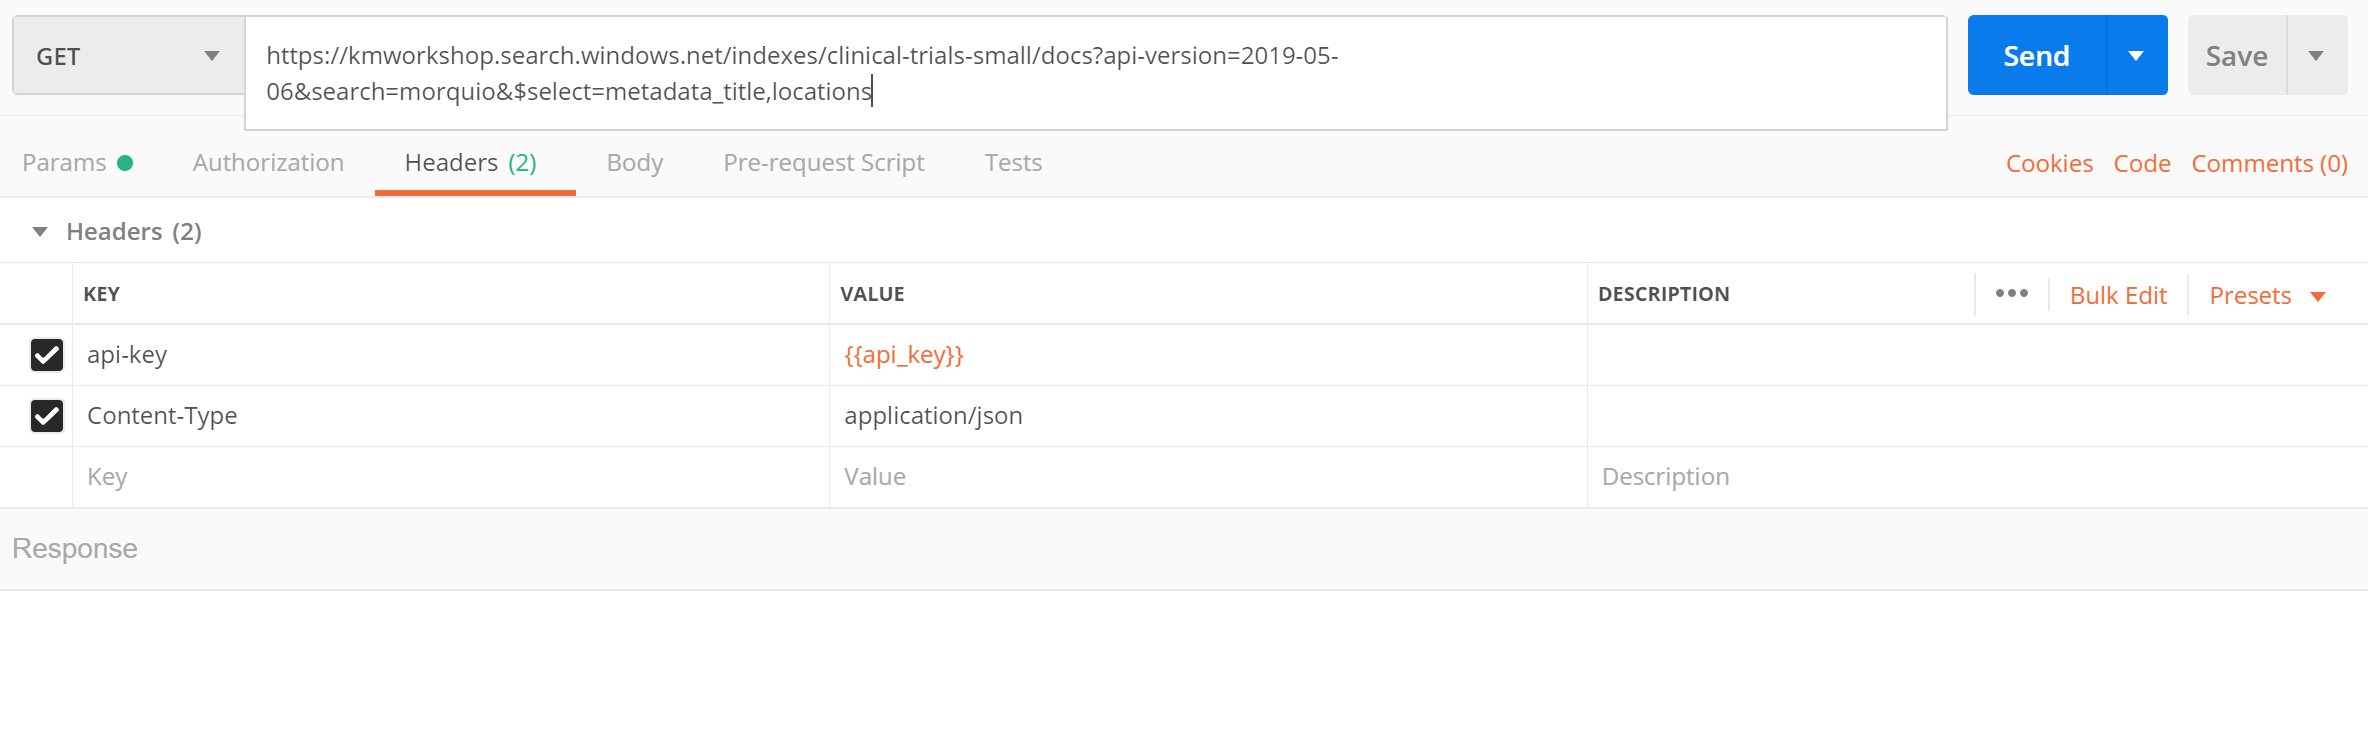 GET
https://kmworkshop.search.windows.net/indexes/clinical-trials-small/docs?api-version=2019-05-
06&search=morquio&$select=metadata_title,locations
Send
Save
Params
Authorization
Headers (2)
Body
Pre-request Script
Tests
Cookies
Code
Comments (0)
Headers (2)
KEY
VALUE
DESCRIPTION
Bulk Edit
Presets
api-key
{{api_key}}
Content-Type
application/json
Key
Value
Description
Response